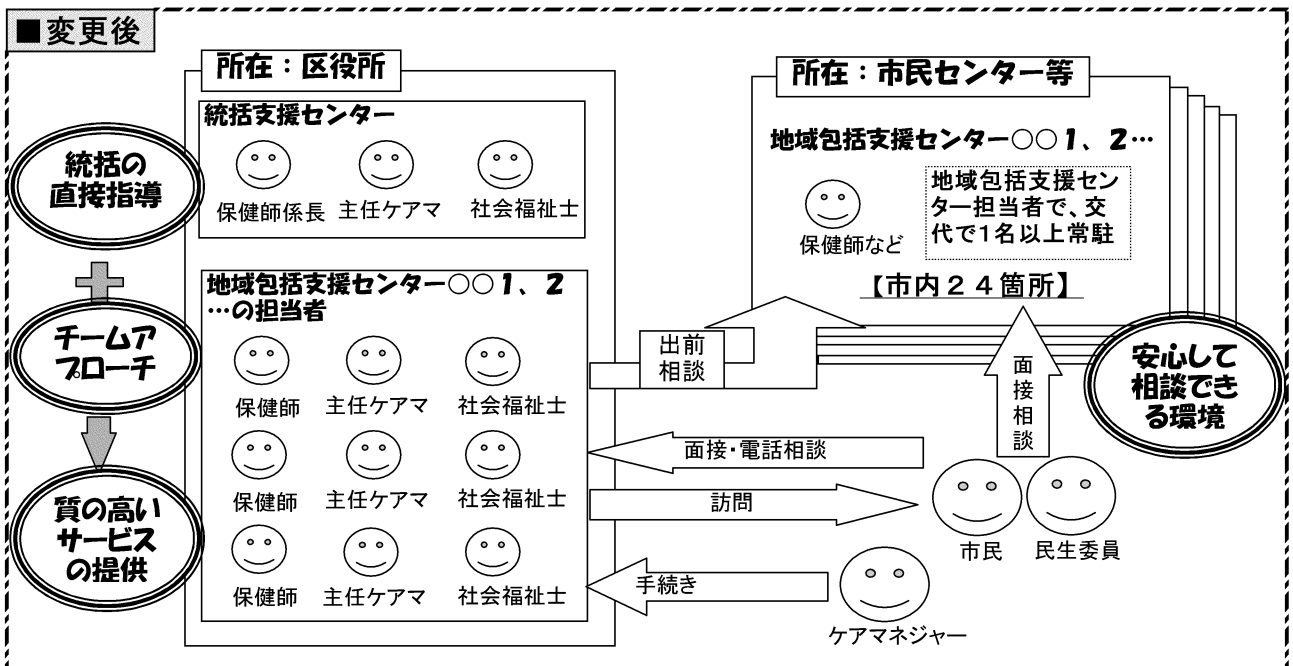 ■変更後
所在：区役所
統括支援センター
保健師係長 主任ケアマ 社会福祉士
地域包括支援センター○○１、２
…の担当者
保健師 主任ケアマ 社会福祉士
保健師 主任ケアマ 社会福祉士
保健師 主任ケアマ 社会福祉士
統括の
直接指導
チームア
プローチ
質の高い
サービス
の提供
所在：市民センター等
地域包括支援センター○○１、２…
保健師など
地域包括支援セン
ター担当者で、交
代で１名以上常駐
【市内２４箇所】
出前
相談
面接相談
安心して
相談でき
る環境
面接・電話相談
訪問
手続き
市民
民生委員
ケアマネジャー